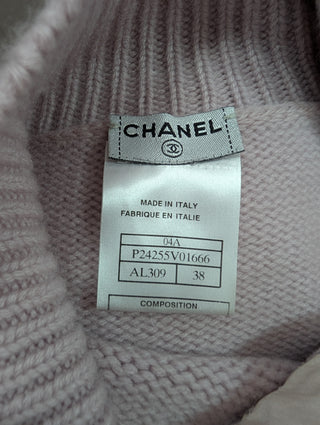 CHANEL
MADE IN ITALY
FABRIQUE EN ITALIE
04A
P24255V01666
AL309 38
COMPOSITION